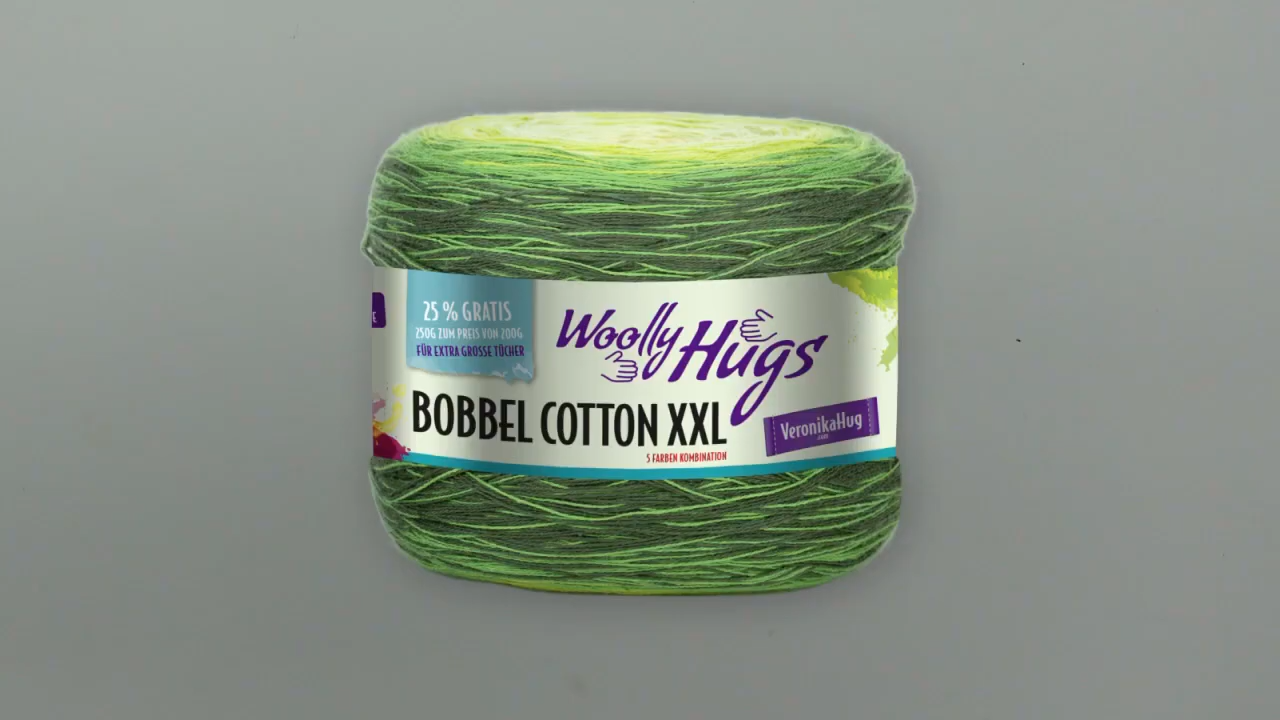 25 % GRATIS
250G ZUM PREIS VON 200G
FÜR EXTRA GROSSE TÜCHER
Woolly Hugs
BOBBEL COTTON XXL
5 FARBEN KOMBINATION
VeronikaHug